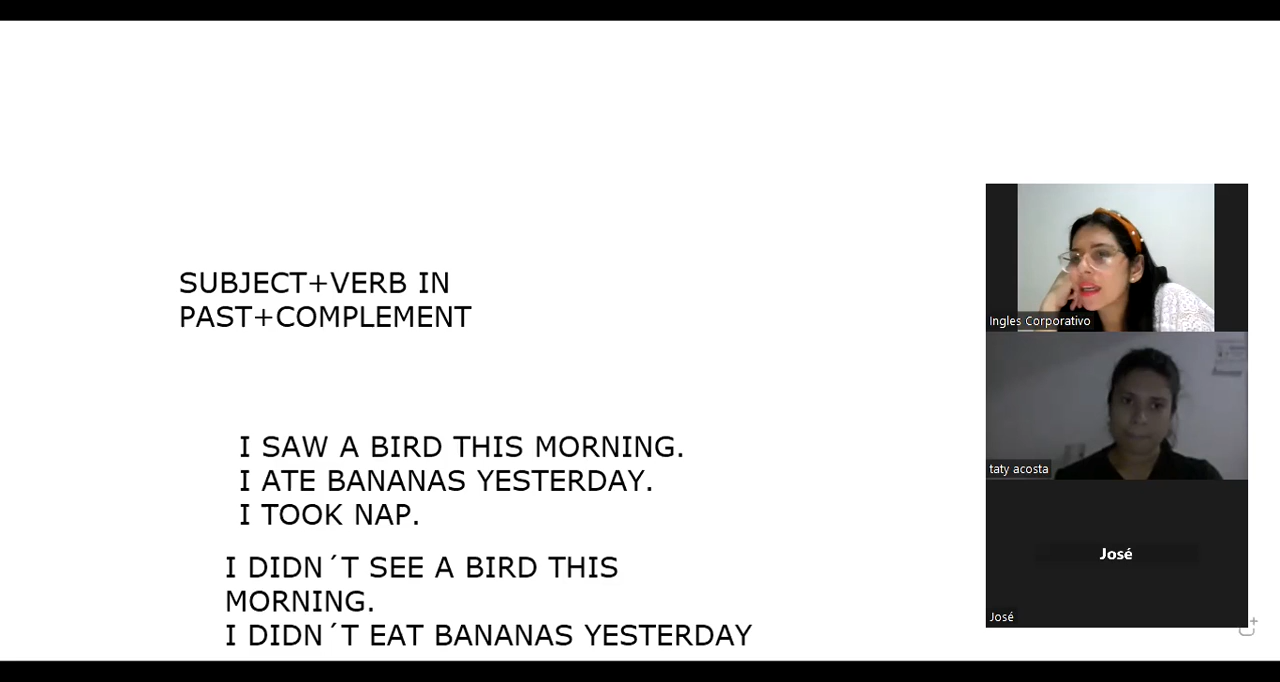 SUBJECT+VERB IN
PAST+COMPLEMENT
I SAW A BIRD THIS MORNING.
I ATE BANANAS YESTERDAY.
I TOOK NAP.
I DIDN´T SEE A BIRD THIS
MORNING.
I DIDN´T EAT BANANAS YESTERDAY
Ingles Corporativo
taty acosta
José
José